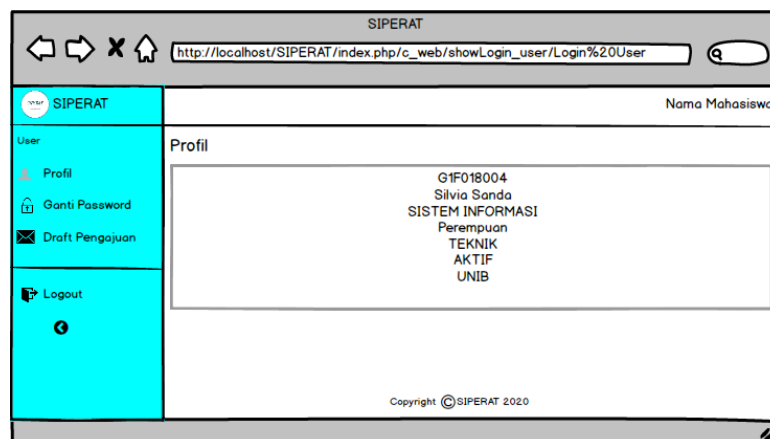 SIPERAT
http://localhost/SIPERAT/index.php/c_web/showLogin_user/Login%20User
SIPERAT
Nama Mahasiswa
User
Profil
Ganti Password
Draft Pengajuan
Logout
Profil
G1F018004
Silvia Sanda
SISTEM INFORMASI
Perempuan
TEKNIK
AKTIF
UNIB
Copyright ©SIPERAT 2020